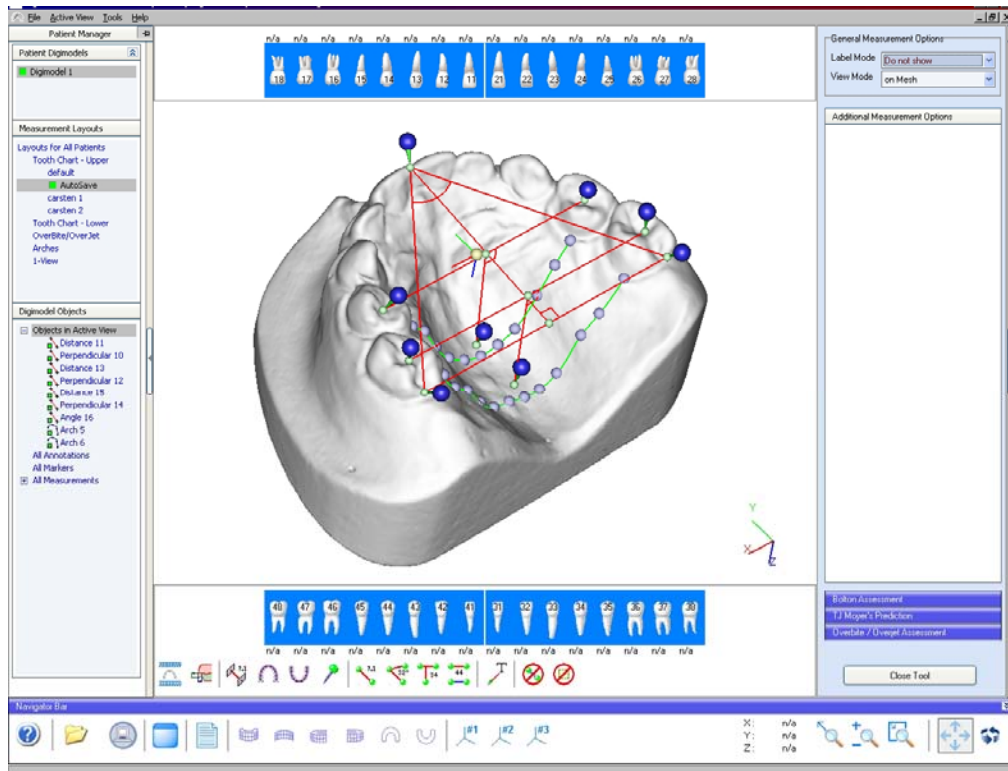 File Active View Tools Help
Patient Manager
Patient Digimodels
Digimodel 1
Measurement Layouts
Layouts for All Patients
Tooth Chart - Upper
default
AutoSave
carsten 1
carsten 2
Tooth Chart - Lower
OverBite/OverJet
Arches
1-View
Digimodel Objects
Objects in Active View
Distance 11
Perpendicular 10
Distance 13
Perpendicular 12
Distance 15
Perpendicular 14
Angle 16
Arch 5
Arch 6
All Annotations
All Markers
All Measurements
n/a n/a n/a n/a n/a n/a n/a n/a n/a n/a n/a n/a n/a n/a n/a n/a
18 17 16 15 14 13 12 11 21 22 23 24 25 26 27 28
Y
X
Z
48 47 46 45 44 43 42 41 31 32 33 34 35 36 37 38
n/a n/a n/a n/a n/a n/a n/a n/a n/a n/a n/a n/a n/a n/a n/a n/a
General Measurement Options
Label Mode Do not show
View Mode on Mesh
Additional Measurement Options
Bolton Assessment
TJ Moyer's Prediction
Overbite / Overjet Assessment
Close Tool
Navigator Bar
#1 #2 #3
X: n/a
Y: n/a
Z: n/a